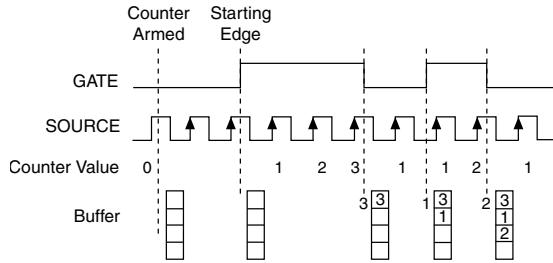 Counter Starting
Armed Edge
GATE
SOURCE
Counter Value 0 1 2 3 1 1 2 1
Buffer 3 3 1 3 2 3
1 1
2